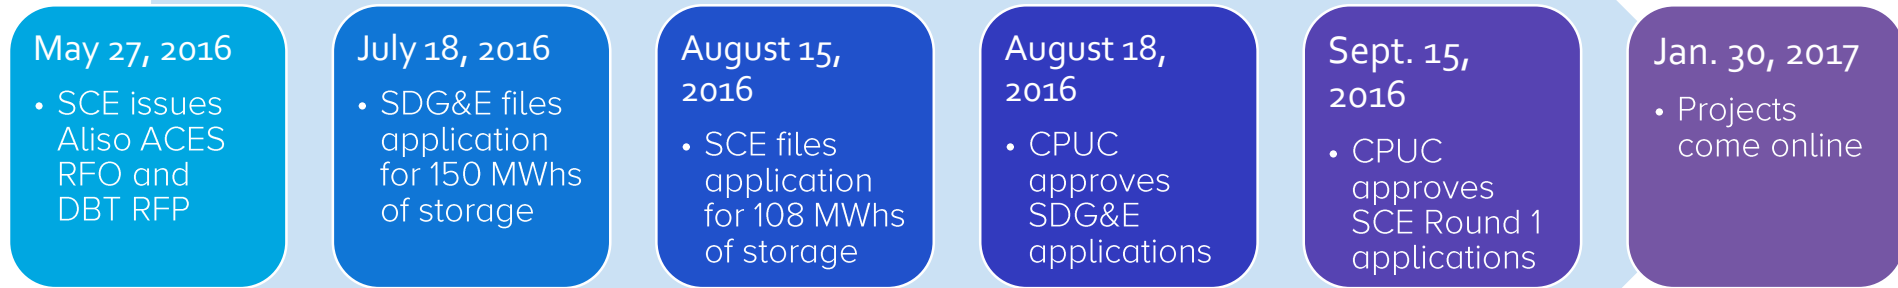 May 27, 2016
• SCE issues
Aliso ACES
RFO and
DBT RFP
July 18, 2016
• SDG&E files
application
for 150 MWhs
of storage
August 15,
2016
• SCE files
application
for 108 MWhs
of storage
August 18,
2016
• CPUC
approves
SDG&E
applications
Sept. 15,
2016
• CPUC
approves
SCE Round 1
applications
Jan. 30, 2017
• Projects
come online